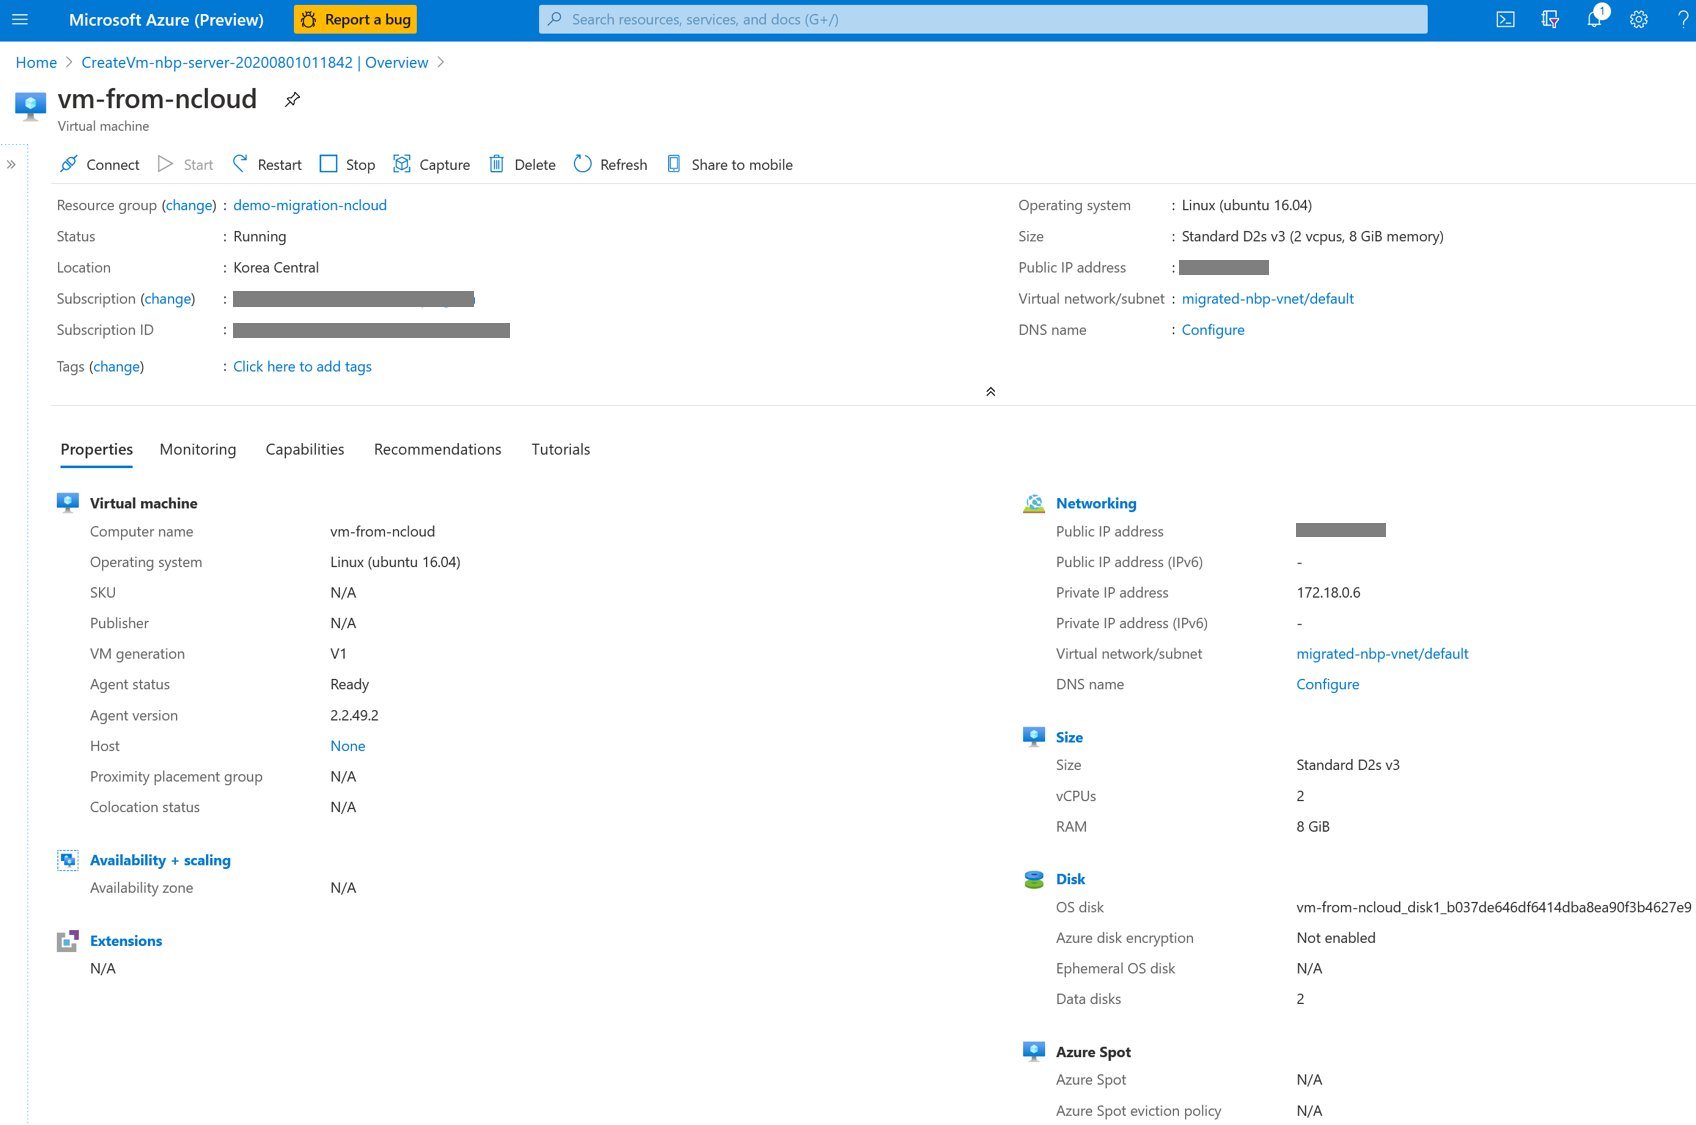 Microsoft Azure (Preview)
Report a bug
Search resources, services, and docs (G+/)
1
?
Home > CreateVm-nbp-server-20200801011842 | Overview >
vm-from-ncloud
Virtual machine
» Connect Start Restart Stop Capture Delete Refresh Share to mobile
Resource group (change) : demo-migration-ncloud
Status : Running
Location : Korea Central
Subscription (change) :
Subscription ID :
Tags (change) : Click here to add tags
Operating system : Linux (ubuntu 16.04)
Size : Standard D2s v3 (2 vcpus, 8 GiB memory)
Public IP address :
Virtual network/subnet : migrated-nbp-vnet/default
DNS name : Configure
Properties Monitoring Capabilities Recommendations Tutorials
Virtual machine
Computer name vm-from-ncloud
Operating system Linux (ubuntu 16.04)
SKU N/A
Publisher N/A
VM generation V1
Agent status Ready
Agent version 2.2.49.2
Host None
Proximity placement group N/A
Colocation status N/A
Availability + scaling
Availability zone N/A
Extensions
N/A
Networking
Public IP address
Public IP address (IPv6) -
Private IP address 172.18.0.6
Private IP address (IPv6) -
Virtual network/subnet migrated-nbp-vnet/default
DNS name Configure
Size
Size Standard D2s v3
vCPUs 2
RAM 8 GiB
Disk
OS disk vm-from-ncloud_disk1_b037de646df6414dba8ea90f3b4627e9
Azure disk encryption Not enabled
Ephemeral OS disk N/A
Data disks 2
Azure Spot
Azure Spot N/A
Azure Spot eviction policy N/A